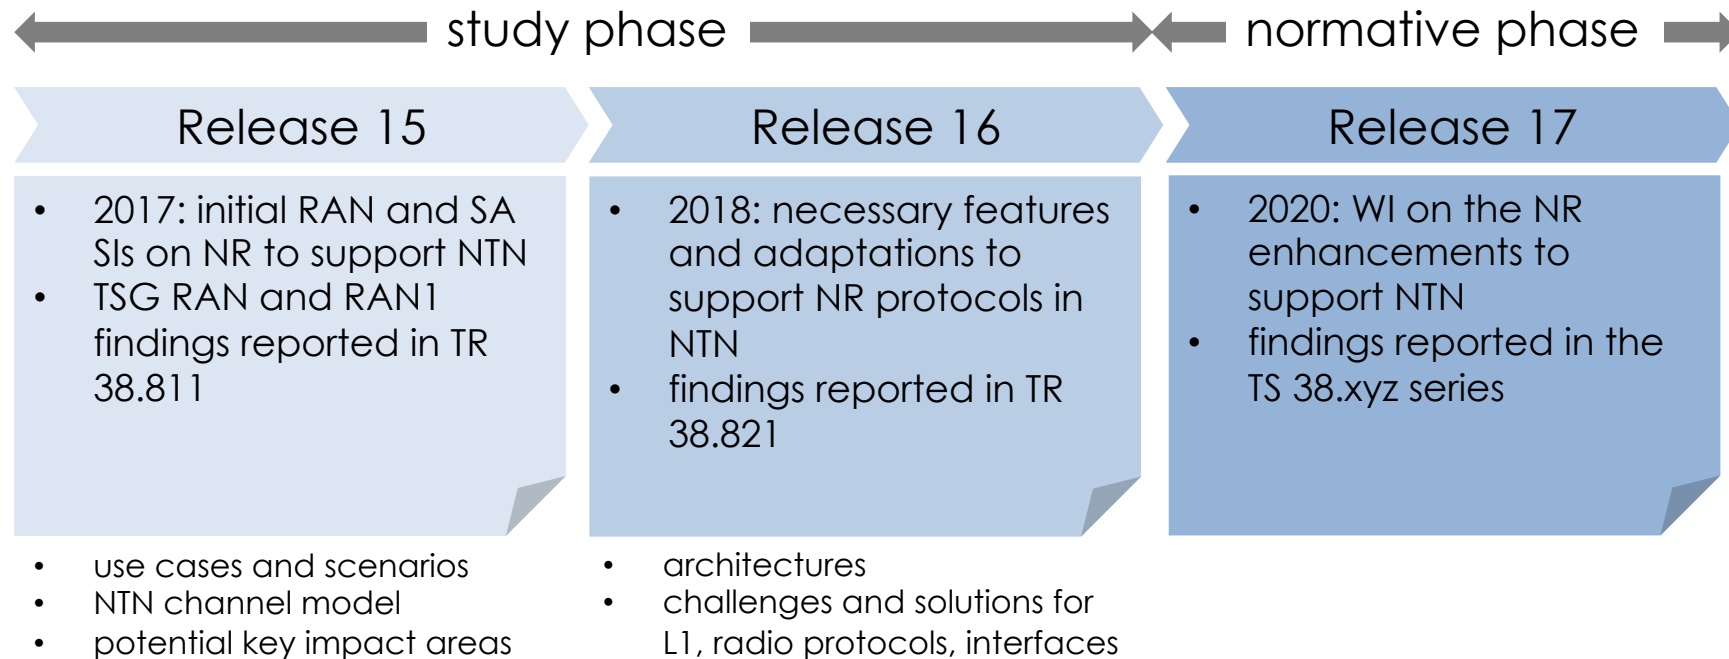 study phase
normative phase
Release 15
Release 16
Release 17
• 2017: initial RAN and SA
SIs on NR to support NTN
• TSG RAN and RAN1
findings reported in TR
38.811
• 2018: necessary features
and adaptations to
support NR protocols in
NTN
• findings reported in TR
38.821
• 2020: WI on the NR
enhancements to
support NTN
• findings reported in the
TS 38.xyz series
• use cases and scenarios
• NTN channel model
• potential key impact areas
• architectures
• challenges and solutions for
L1, radio protocols, interfaces